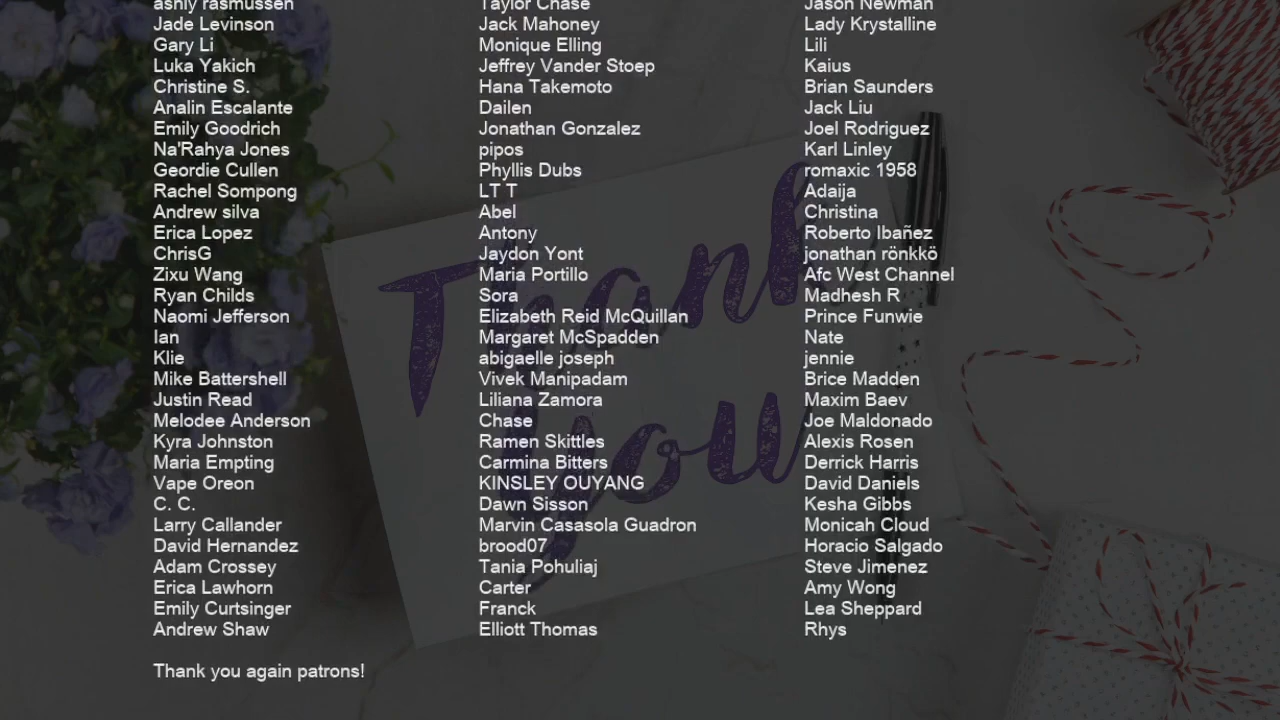 ashly rasmussen
Jade Levinson
Gary Li
Luka Yakich
Christine S.
Analin Escalante
Emily Goodrich
Na'Rahya Jones
Geordie Cullen
Rachel Sompong
Andrew silva
Erica Lopez
ChrisG
Zixu Wang
Ryan Childs
Naomi Jefferson
Ian
Klie
Mike Battershell
Justin Read
Melodee Anderson
Kyra Johnston
Maria Empting
Vape Oreon
C. C.
Larry Callander
David Hernandez
Adam Crossey
Erica Lawhorn
Emily Curtsinger
Andrew Shaw
Taylor Chase
Jack Mahoney
Monique Elling
Jeffrey Vander Stoep
Hana Takemoto
Dailen
Jonathan Gonzalez
pipos
Phyllis Dubs
LT T
Abel
Antony
Jaydon Yont
Maria Portillo
Sora
Elizabeth Reid McQuillan
Margaret McSpadden
abigaelle joseph
Vivek Manipadam
Liliana Zamora
Chase
Ramen Skittles
Carmina Bitters
KINSLEY OUYANG
Dawn Sisson
Marvin Casasola Guadron
brood07
Tania Pohuliaj
Carter
Franck
Elliott Thomas
Jason Newman
Lady Krystalline
Lili
Kaius
Brian Saunders
Jack Liu
Joel Rodriguez
Karl Linley
romaxic 1958
Adaija
Christina
Roberto Ibañez
jonathan rönkkö
Afc West Channel
Madhesh R
Prince Funwie
Nate
jennie
Brice Madden
Maxim Baev
Joe Maldonado
Alexis Rosen
Derrick Harris
David Daniels
Kesha Gibbs
Monicah Cloud
Horacio Salgado
Steve Jimenez
Amy Wong
Lea Sheppard
Rhys
Thank you again patrons!
Thank
you